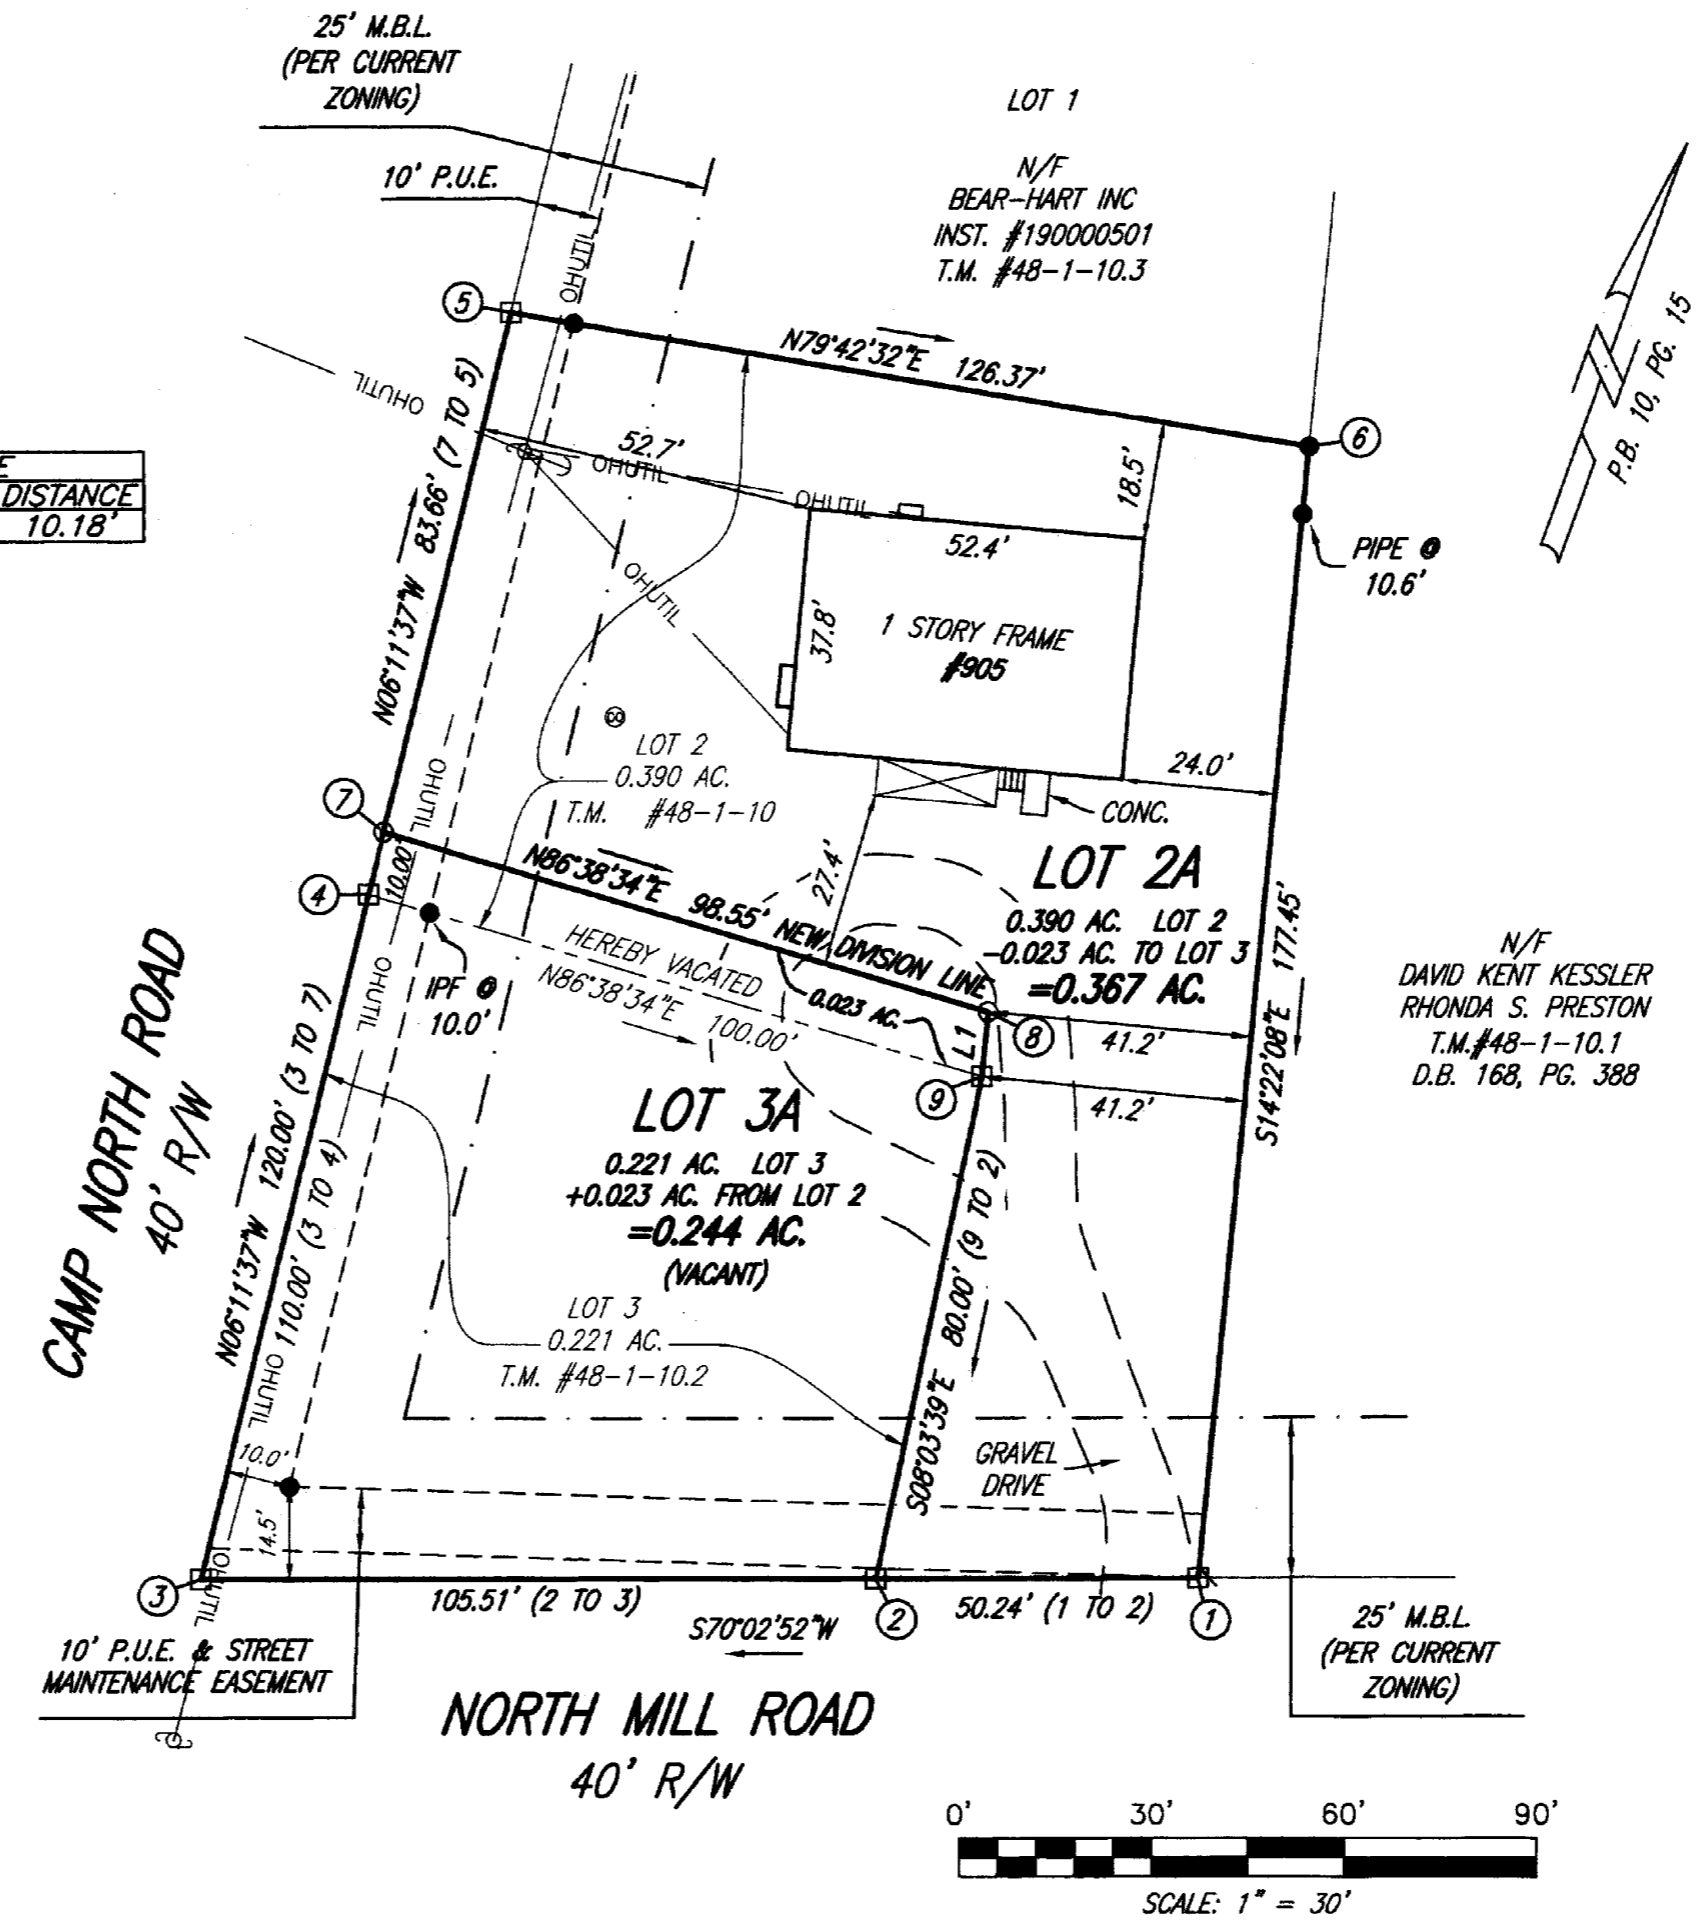 25' M.B.L.
(PER CURRENT
ZONING)
10' P.U.E.
LOT 1
N/F
BEAR-HART INC
INST. #190000501
T.M. #48-1-10.3
P.B. 10, PG. 15
5
OHUTIL
N79°42'32"E 126.37'
6
PIPE @
10.6'
DISTANCE
10.18'
OHUTIL
52.7'
OHUTIL
OHUTIL
18.5'
52.4'
37.8'
1 STORY FRAME
#905
OHUTIL
N06°11'37"W 83.66' (7 TO 5)
24.0'
CONC.
LOT 2
0.390 AC.
T.M. #48-1-10
7
OHUTIL
10.00'
4
N86°38'34"E 98.55' NEW DIVISION LINE
27.4'
LOT 2A
0.390 AC. LOT 2
-0.023 AC. TO LOT 3
=0.367 AC.
S14°22'08"E 177.45'
N/F
DAVID KENT KESSLER
RHONDA S. PRESTON
T.M.#48-1-10.1
D.B. 168, PG. 388
HEREBY VACATED
N86°38'34"E 100.00'
0.023 AC.
L1
8
41.2'
9
41.2'
IPF @
10.0'
OHUTIL
CAMP NORTH ROAD
40' R/W
N06°11'37"W 120.00' (3 TO 7)
110.00' (3 TO 4)
OHUTIL
LOT 3A
0.221 AC. LOT 3
+0.023 AC. FROM LOT 2
=0.244 AC.
(VACANT)
LOT 3
0.221 AC.
T.M. #48-1-10.2
S08°03'39"E 80.00' (9 TO 2)
GRAVEL
DRIVE
10.0'
14.5'
OHUTIL
3
105.51' (2 TO 3)
2
50.24' (1 TO 2)
1
S70°02'52"W
10' P.U.E. & STREET
MAINTENANCE EASEMENT
25' M.B.L.
(PER CURRENT
ZONING)
NORTH MILL ROAD
40' R/W
0' 30' 60' 90'
SCALE: 1" = 30'